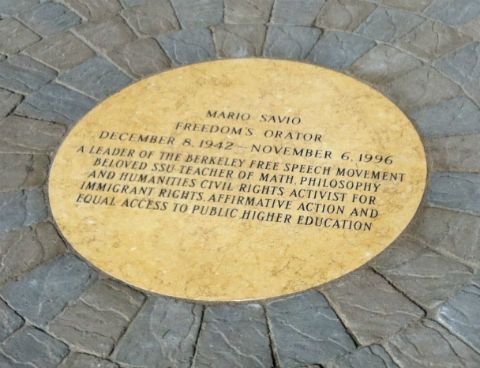 MARIO SAVIO
FREEDOM'S ORATOR
DECEMBER 8, 1942 — NOVEMBER 6, 1996
A LEADER OF THE BERKELEY FREE SPEECH MOVEMENT
BELOVED SSU TEACHER OF MATH, PHILOSOPHY
AND HUMANITIES CIVIL RIGHTS ACTIVIST FOR
IMMIGRANT RIGHTS, AFFIRMATIVE ACTION AND
EQUAL ACCESS TO PUBLIC HIGHER EDUCATION